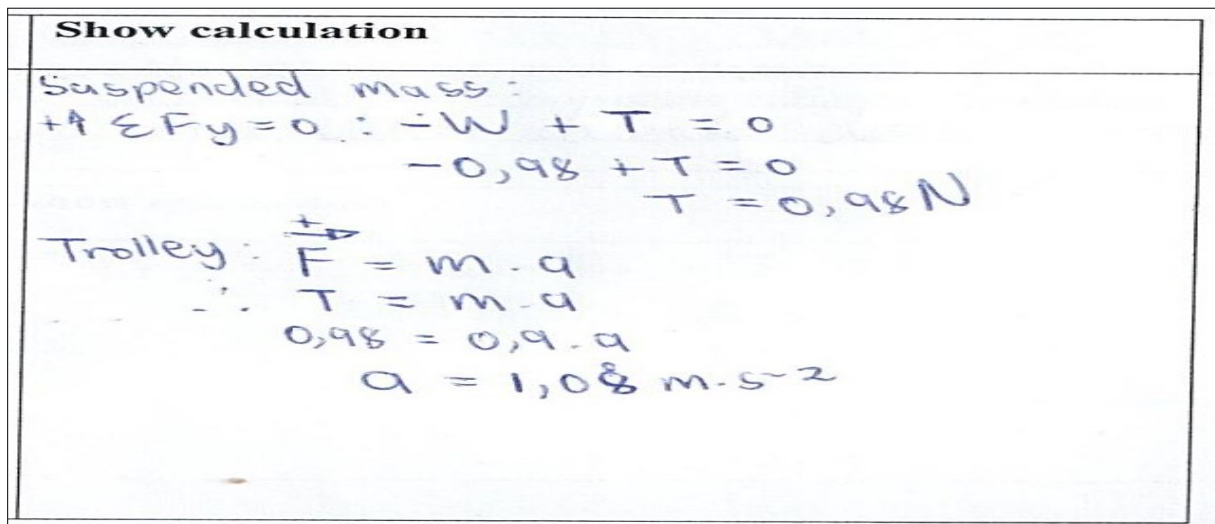 Show calculation
Suspended mass:
+↑ ΣFy = 0 : -W + T = 0
-0,98 + T = 0
T = 0,98N
Trolley: F = m.a
∴ T = m.a
0,98 = 0,9.a
a = 1,08 m.s-2